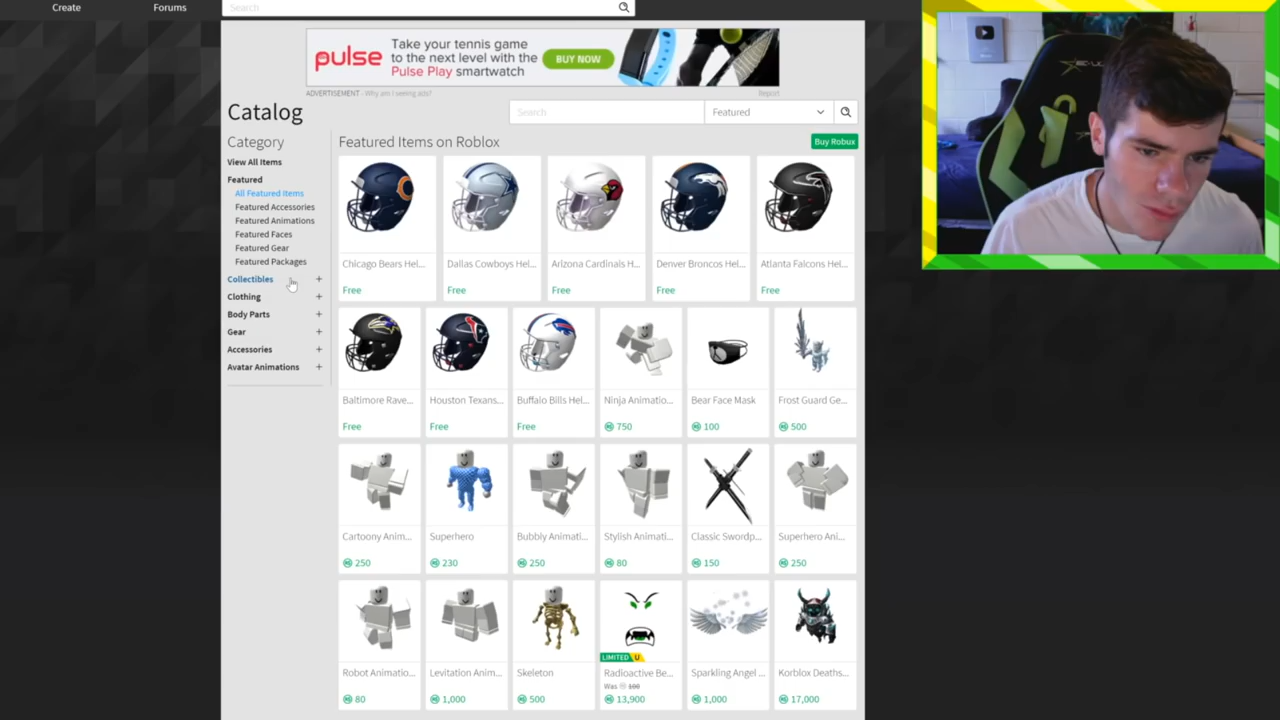 Create
Forums
Search
pulse
Take your tennis game
to the next level with the
Pulse Play smartwatch
BUY NOW
ADVERTISEMENT - Why am I seeing ads?
Report
Catalog
Search
Featured
Category
View All Items
Featured
All Featured Items
Featured Accessories
Featured Animations
Featured Faces
Featured Gear
Featured Packages
Collectibles +
Clothing +
Body Parts +
Gear +
Accessories +
Avatar Animations +
Featured Items on Roblox
Buy Robux
Chicago Bears Hel...
Free
Dallas Cowboys Hel...
Free
Arizona Cardinals H...
Free
Denver Broncos Hel...
Free
Atlanta Falcons Hel...
Free
Baltimore Rave...
Free
Houston Texans...
Free
Buffalo Bills Hel...
Free
Ninja Animatio...
750
Bear Face Mask
100
Frost Guard Ge...
500
Cartoony Anim...
250
Superhero
230
Bubbly Animati...
250
Stylish Animati...
80
Classic Swordp...
150
Superhero Ani...
250
Robot Animatio...
80
Levitation Anim...
1,000
Skeleton
500
LIMITED U
Radioactive Be...
Was 100
13,900
Sparkling Angel ...
1,000
Korblox Deaths...
17,000